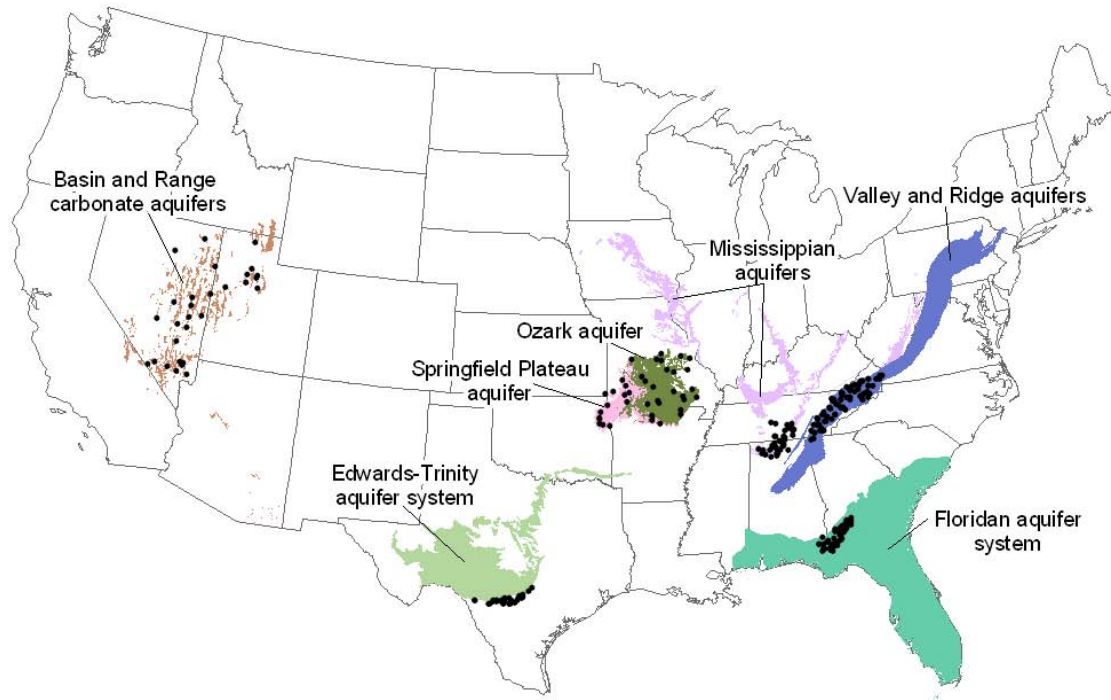 Basin and Range
carbonate aquifers
Valley and Ridge aquifers
Mississippian
aquifers
Ozark aquifer
Springfield Plateau
aquifer
Edwards-Trinity
aquifer system
Floridan aquifer
system